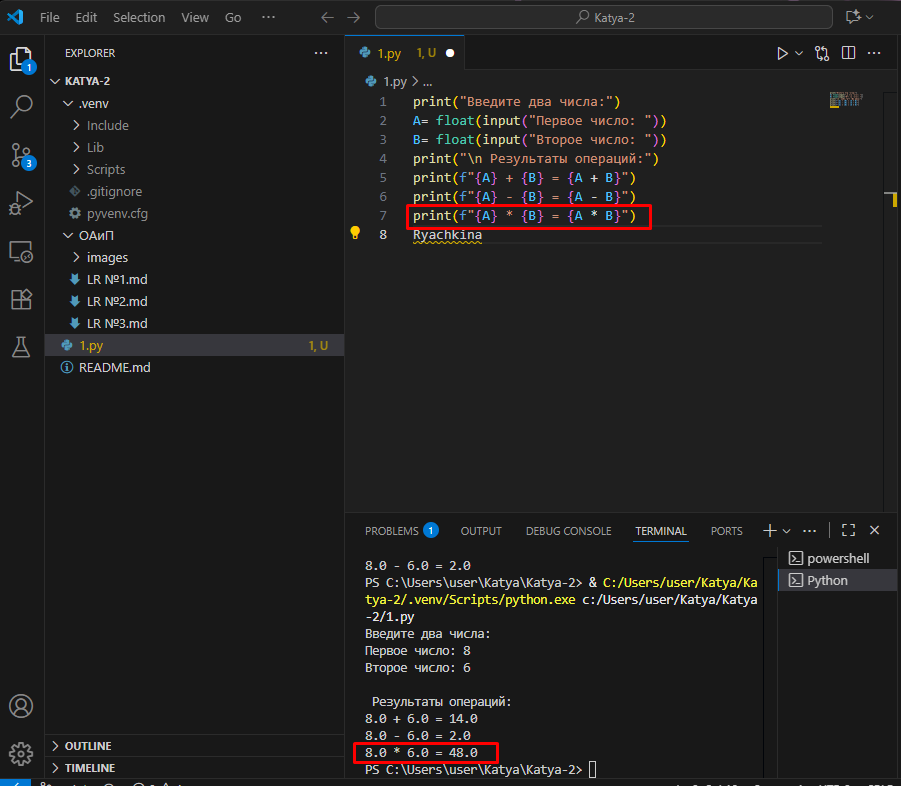 File Edit Selection View Go ··· Katya-2
EXPLORER ···
KATYA-2
.venv
Include
Lib
Scripts
.gitignore
pyvenv.cfg
ОАиП
images
LR №1.md
LR №2.md
LR №3.md
1.py 1, U
README.md
OUTLINE
TIMELINE
1
3
1.py 1, U
1.py > ...
1 print("Введите два числа:")
2 A= float(input("Первое число: "))
3 B= float(input("Второе число: "))
4 print("\n Результаты операций:")
5 print(f"{A} + {B} = {A + B}")
6 print(f"{A} - {B} = {A - B}")
7 print(f"{A} * {B} = {A * B}")
8 Ryachkina
PROBLEMS 1 OUTPUT DEBUG CONSOLE TERMINAL PORTS
8.0 - 6.0 = 2.0
PS C:\Users\user\Katya\Katya-2> & C:/Users/user/Katya/Ka
tya-2/.venv/Scripts/python.exe c:/Users/user/Katya/Katya
-2/1.py
Введите два числа:
Первое число: 8
Второе число: 6
Результаты операций:
8.0 + 6.0 = 14.0
8.0 - 6.0 = 2.0
8.0 * 6.0 = 48.0
PS C:\Users\user\Katya\Katya-2>
powershell
Python